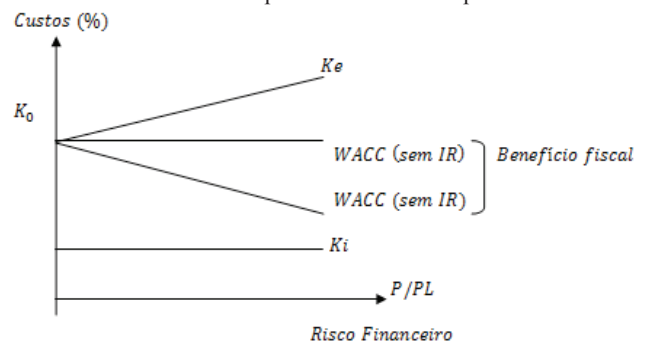 Custos (%)
Ke
K₀
WACC (sem IR)
Benefício fiscal
WACC (sem IR)
Ki
P/PL
Risco Financeiro